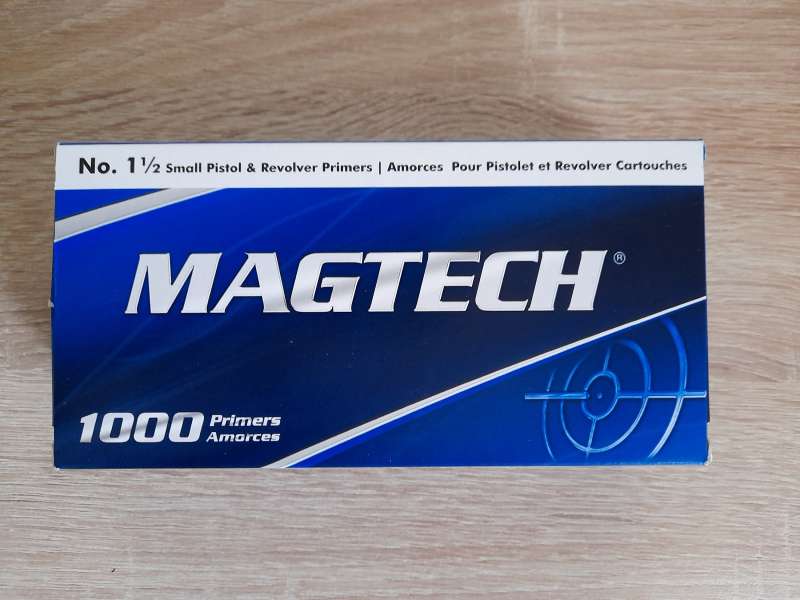 No. 1½ Small Pistol & Revolver Primers | Amorces Pour Pistolet et Revolver Cartouches
MAGTECH®
1000 Primers
Amorces